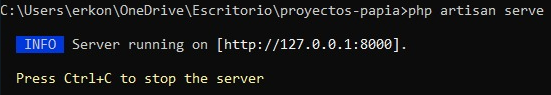 C:\Users\erkon\OneDrive\Escritorio\proyectos-papia>php artisan serve
INFO Server running on [http://127.0.0.1:8000].
Press Ctrl+C to stop the server